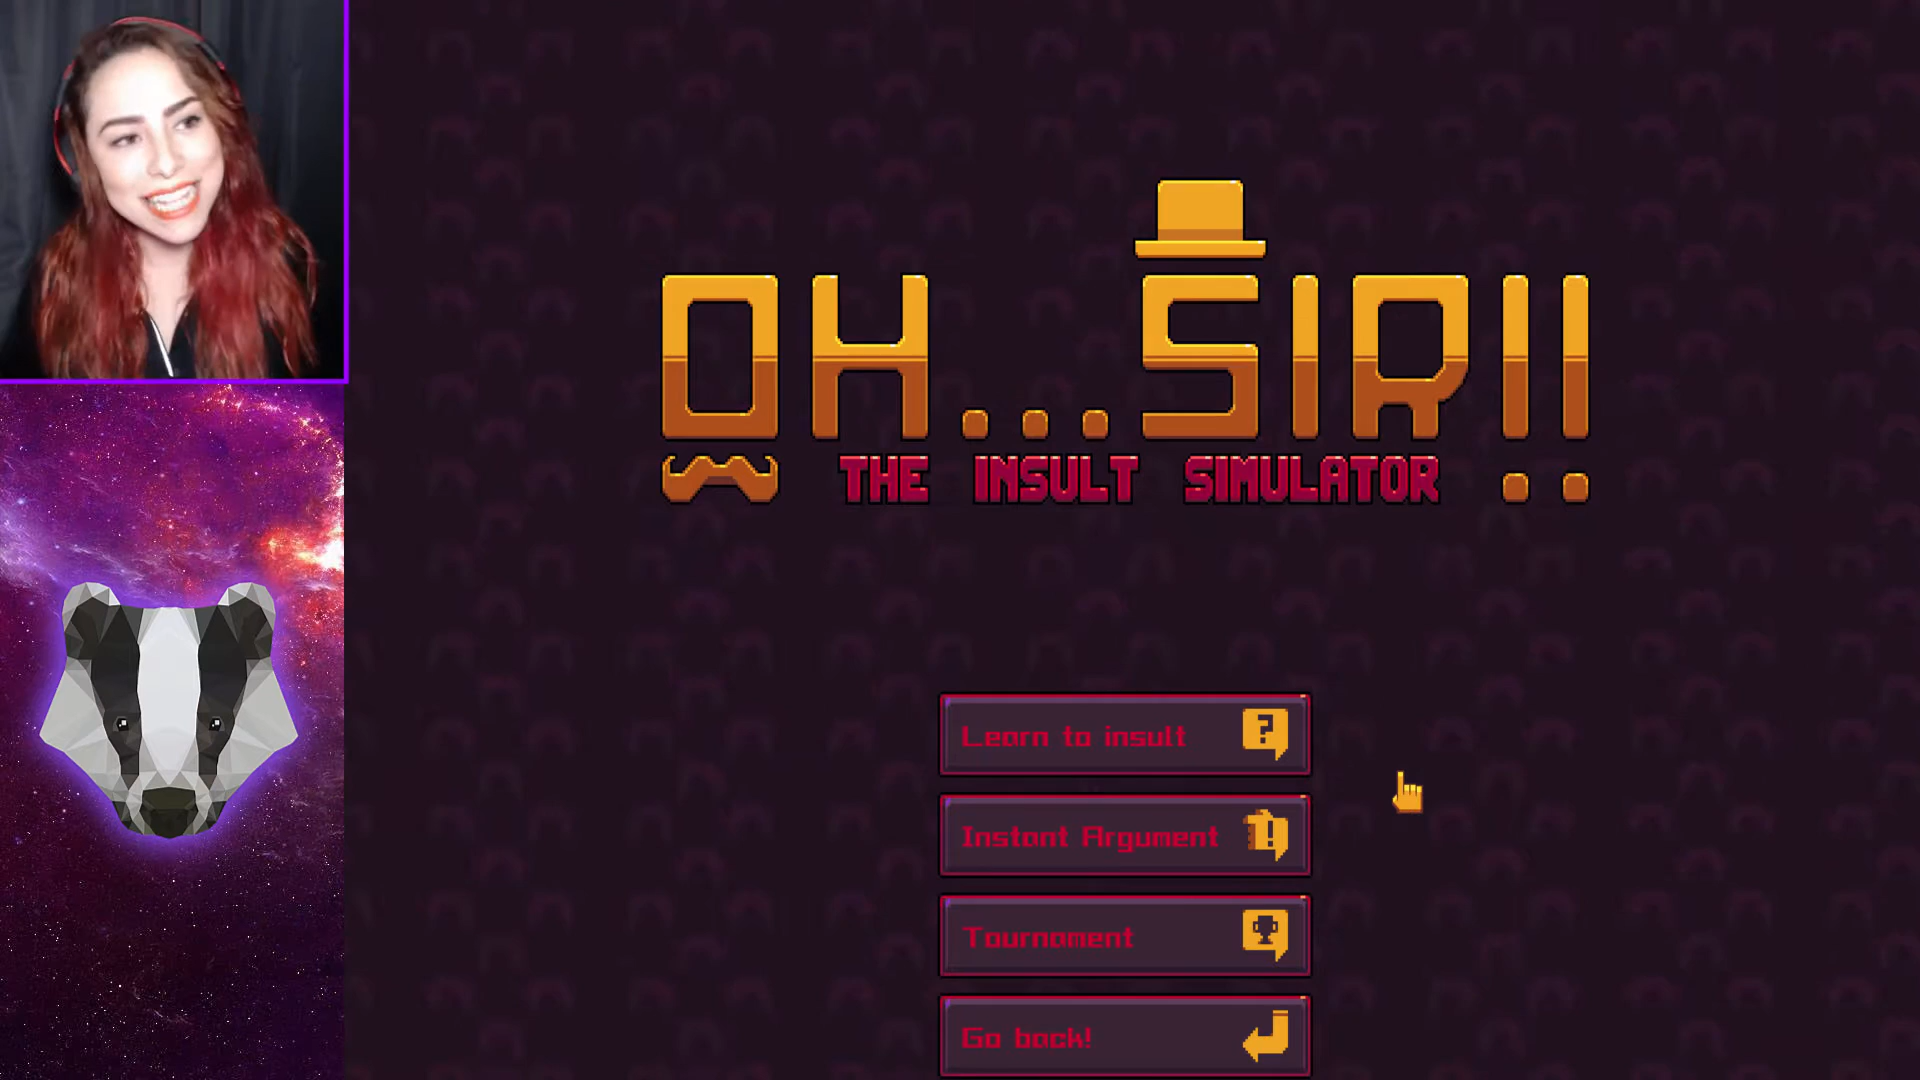 OH...SIR!!
THE INSULT SIMULATOR
Learn to insult
Instant Argument
Tournament
Go back!